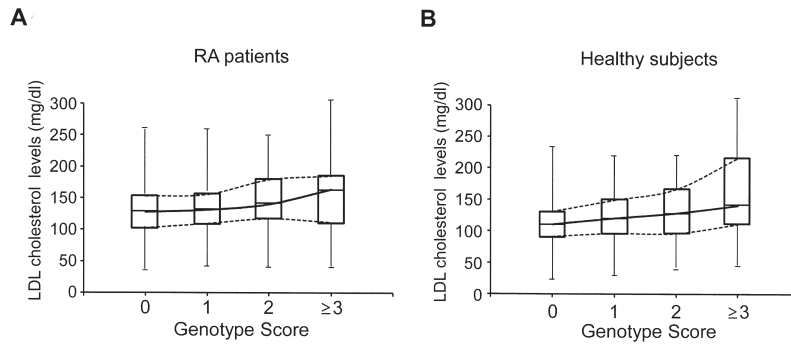 A
RA patients
LDL cholesterol levels (mg/dl)
300
250
200
150
100
50
0
0 1 2 ≥3
Genotype Score
B
Healthy subjects
LDL cholesterol levels (mg/dl)
300
250
200
150
100
50
0
0 1 2 ≥3
Genotype Score